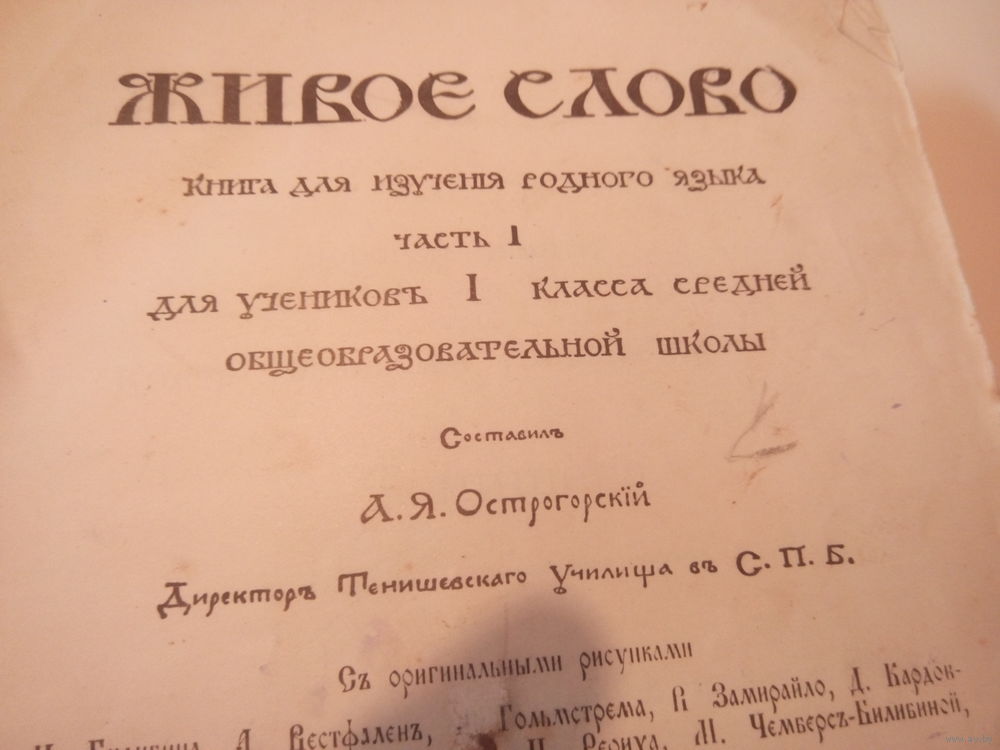 ЖИВОЕ СЛОВО
Книга для изученія родного языка
часть I
для учениковъ I класса средней
общеобразовательной школы
Составилъ
А. Я. Острогорскій
Директоръ Тенишевскаго Училища въ С. П. Б.
Съ оригинальными рисунками
А. Вестфаленъ, Гольмстрема, В. Замирайло, Д. Кардов-
Н. Рериха, М. Чемберсъ-Билибиной,